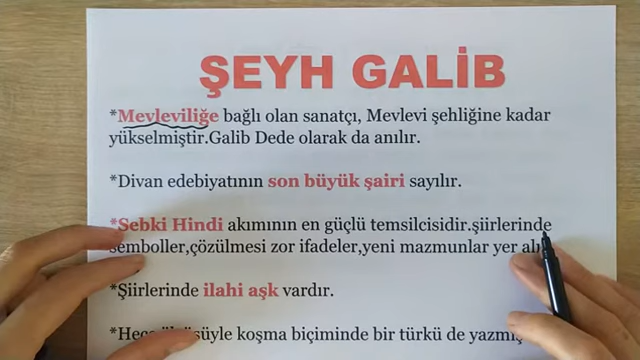 ŞEYH GALİB
*Mevleviliğe bağlı olan sanatçı, Mevlevi şehliğine kadar
yükselmiştir.Galib Dede olarak da anılır.
*Divan edebiyatının son büyük şairi sayılır.
*Sebki Hindi akımının en güçlü temsilcisidir.şiirlerinde
semboller,çözülmesi zor ifadeler,yeni mazmunlar yer
*Şiirlerinde ilahi aşk vardır.
koşma biçiminde bir türkü de yazmış